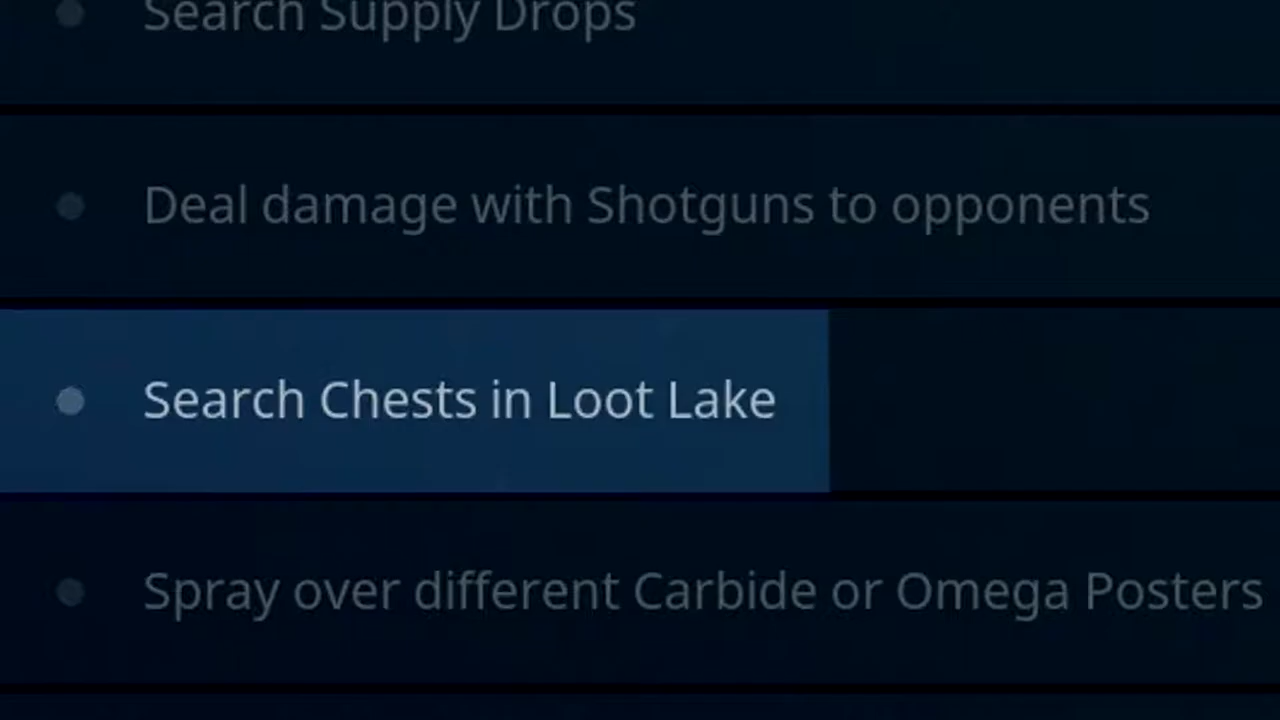 Search Supply Drops
Deal damage with Shotguns to opponents
Search Chests in Loot Lake
Spray over different Carbide or Omega Posters